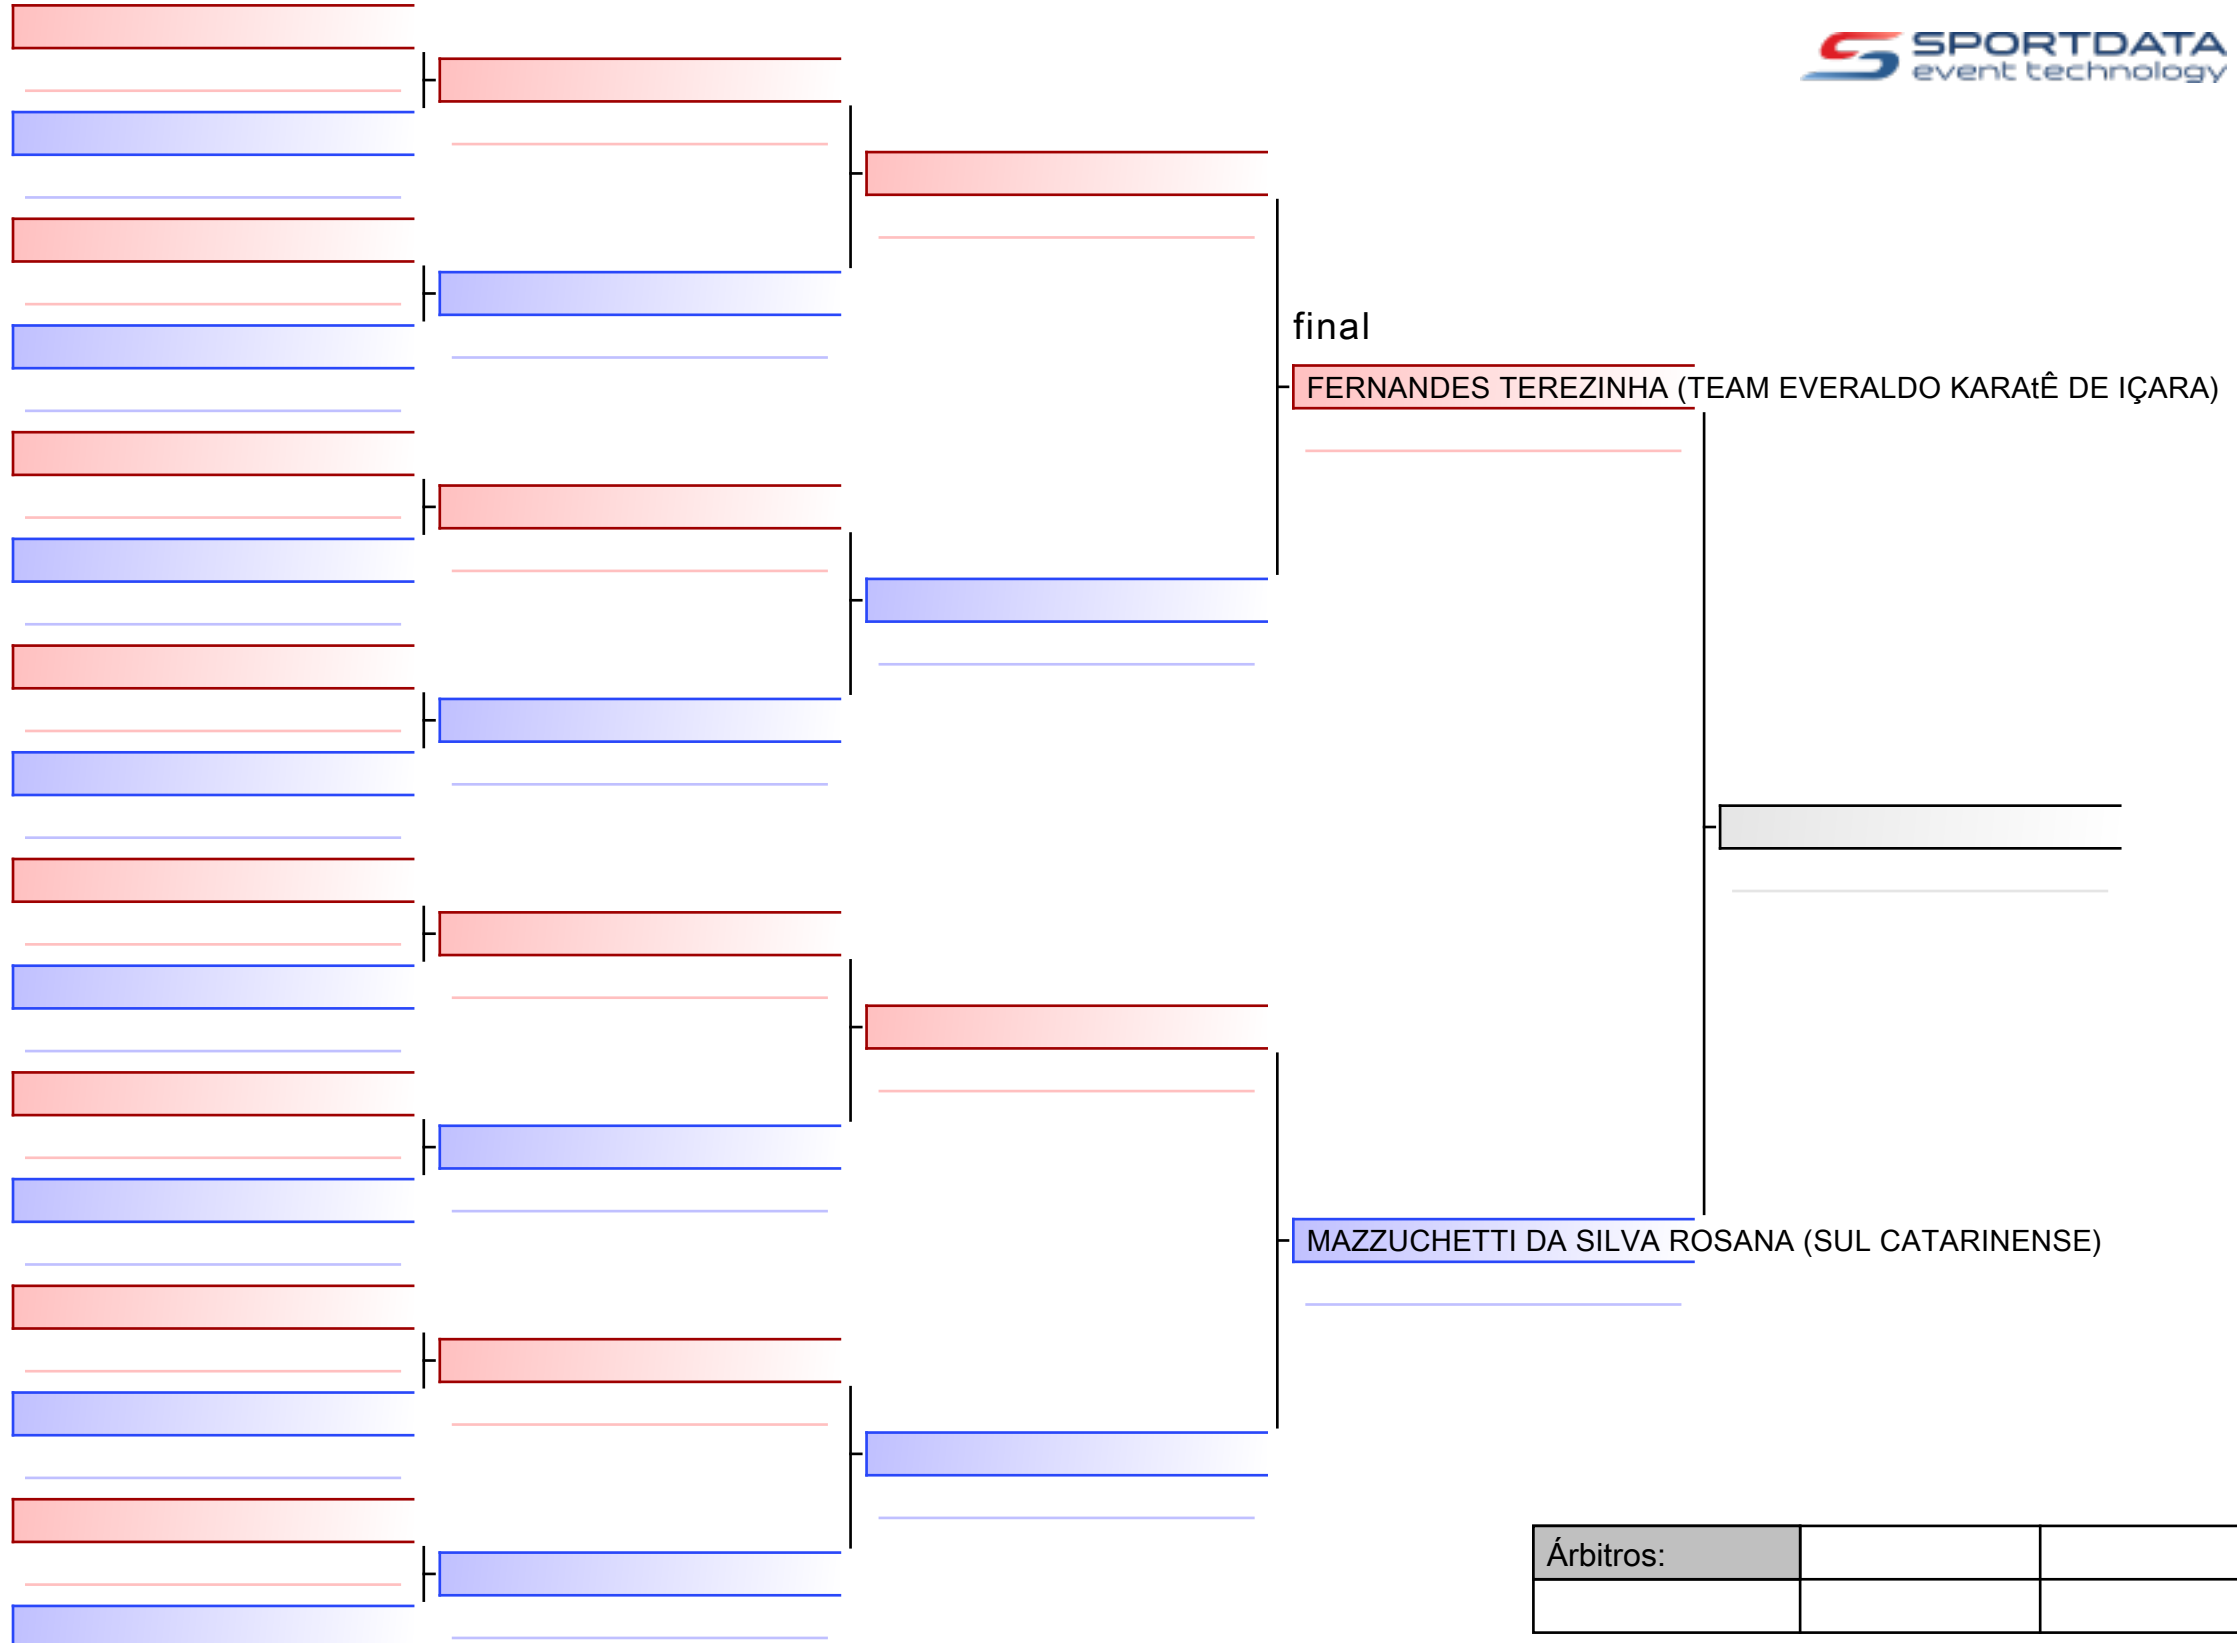 SPORTDATA
event technology
final
FERNANDES TEREZINHA (TEAM EVERALDO KARAtÊ DE IÇARA)
MAZZUCHETTI DA SILVA ROSANA (SUL CATARINENSE)
Árbitros: